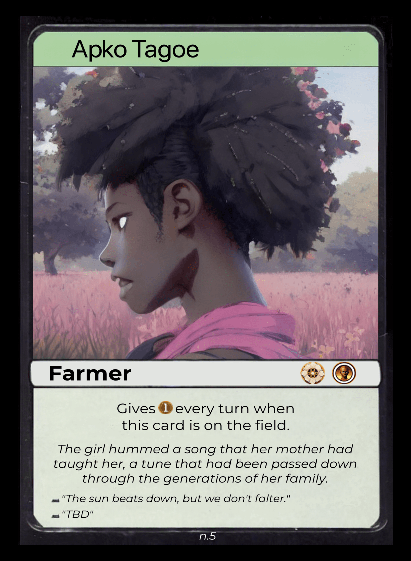 Apko Tagoe
Farmer
Gives 1 every turn when
this card is on the field.
The girl hummed a song that her mother had
taught her, a tune that had been passed down
through the generations of her family.
"The sun beats down, but we don't falter."
"TBD"
n.5